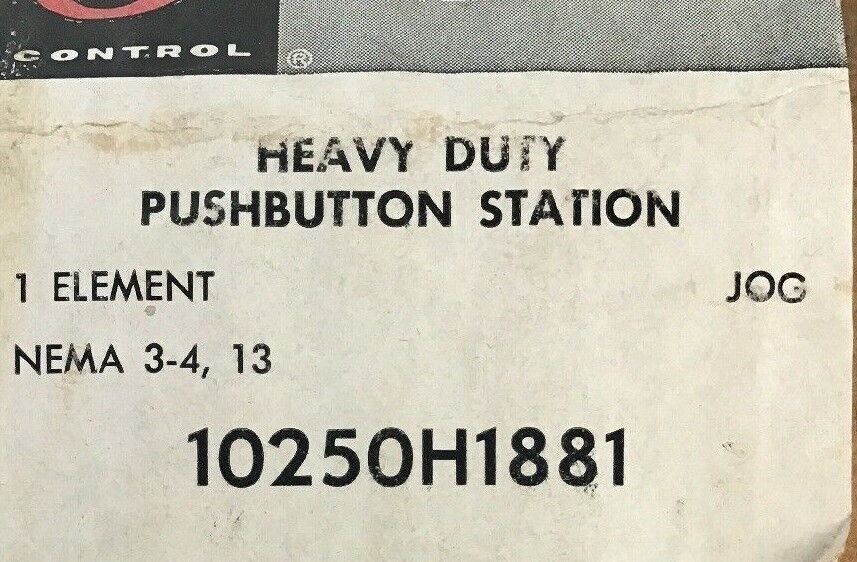 CONTROL ®
HEAVY DUTY
PUSHBUTTON STATION
1 ELEMENT JOG
NEMA 3-4, 13
10250H1881